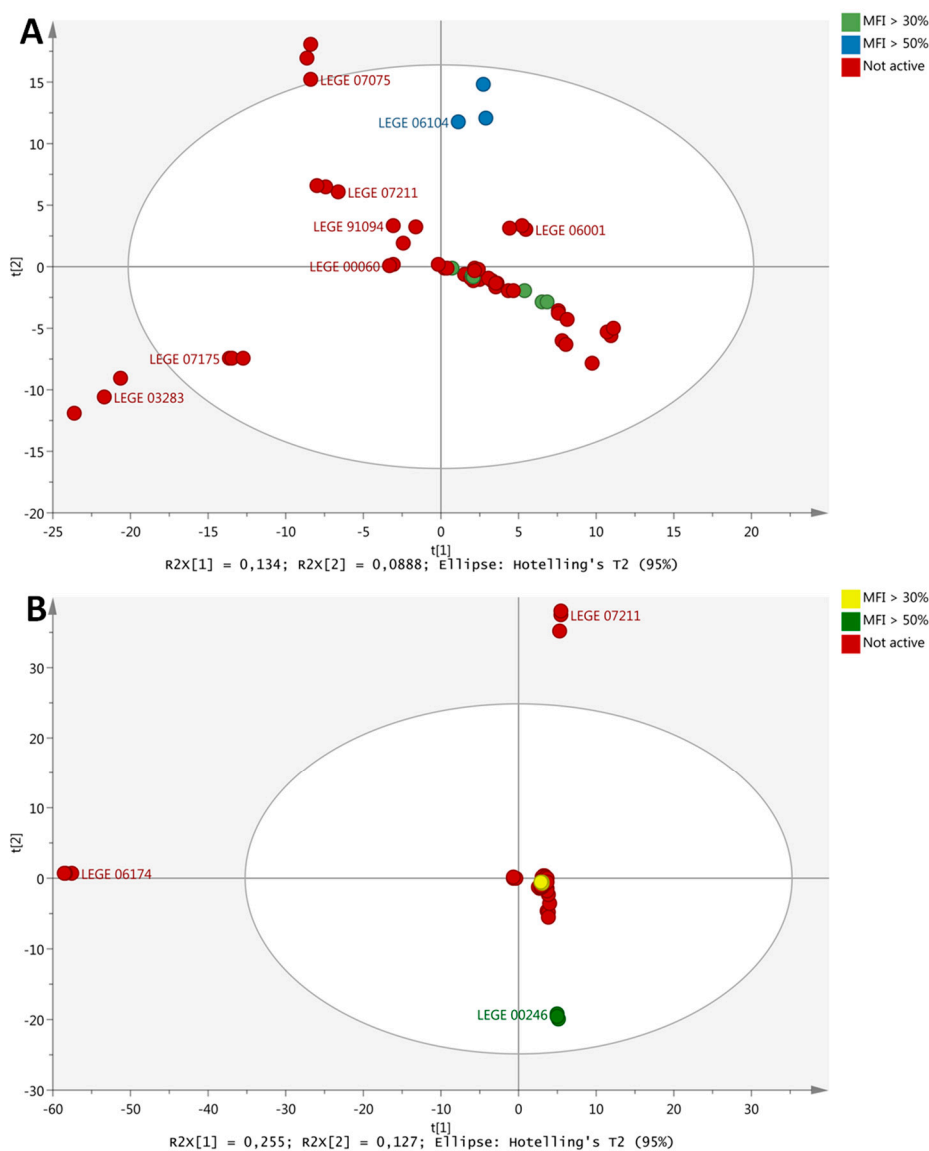 A
MFI > 30%
MFI > 50%
Not active
t[2]
15
10
5
0
-5
-10
-15
-20
LEGE 07075
LEGE 06104
LEGE 07211
LEGE 91094
LEGE 06001
LEGE 00060
LEGE 07175
LEGE 03283
-25 -20 -15 -10 -5 0 5 10 15 20
t[1]
R2X[1] = 0,134; R2X[2] = 0,0888; Ellipse: Hotelling's T2 (95%)
B
MFI > 30%
MFI > 50%
Not active
t[2]
30
20
10
0
-10
-20
-30
LEGE 07211
LEGE 06174
LEGE 00246
-60 -50 -40 -30 -20 -10 0 10 20 30
t[1]
R2X[1] = 0,255; R2X[2] = 0,127; Ellipse: Hotelling's T2 (95%)